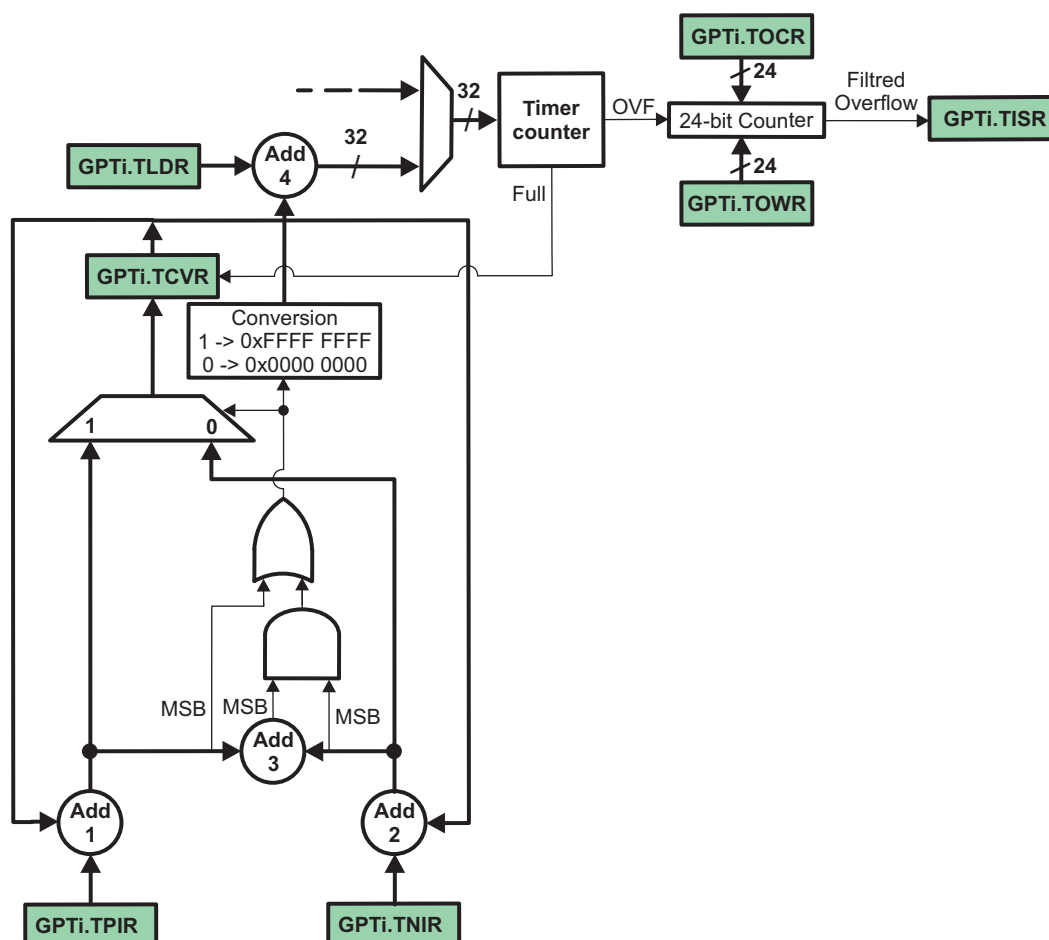 GPTi.TOCR
24
32
Timer
counter
OVF
24-bit Counter
Filtred
Overflow
GPTi.TISR
GPTi.TLDR
Add
4
32
24
GPTi.TOWR
Full
GPTi.TCVR
Conversion
1 -> 0xFFFF FFFF
0 -> 0x0000 0000
1
0
MSB
MSB
MSB
Add
3
Add
1
Add
2
GPTi.TPIR
GPTi.TNIR